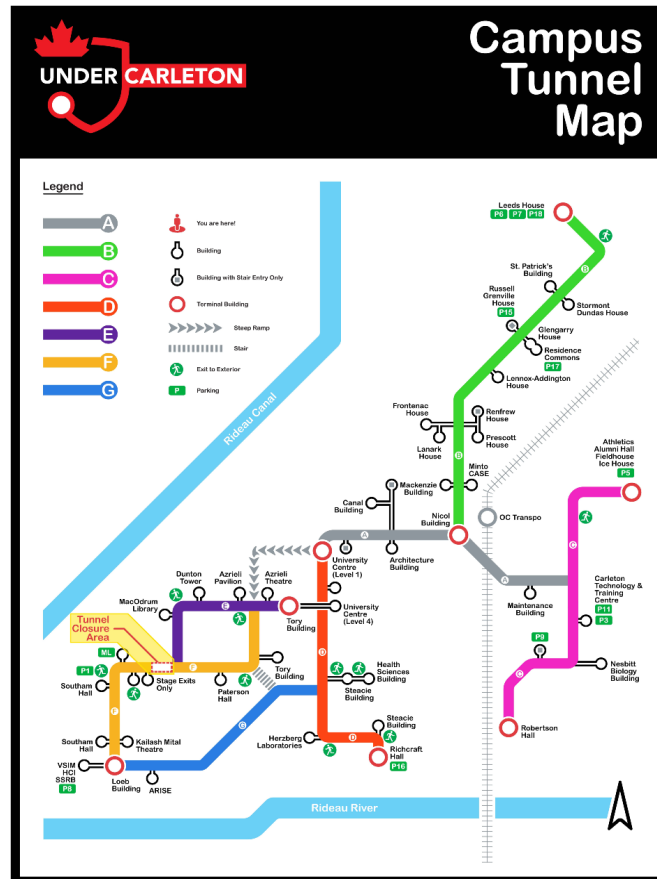 UNDER CARLETON
Campus
Tunnel
Map
Legend
A
B
C
D
E
F
G
You are here!
Building
Building with Stair Entry Only
Terminal Building
Steep Ramp
Stair
Exit to Exterior
P
Parking
Rideau Canal
Leeds House
P6 P7 P18
B
St. Patrick's
Building
Russell
Grenville
House
P15
Stormont
Dundas House
Glengarry
House
Residence
Commons
P17
Lennox-Addington
House
Frontenac
House
Renfrew
House
Lanark
House
Prescott
House
B
Athletics
Alumni Hall
Fieldhouse
Ice House
P5
Minto
CASE
Mackenzie
Building
Canal
Building
Nicol
Building
OC Transpo
A
University
Centre
(Level 1)
Architecture
Building
C
A
Maintenance
Building
Carleton
Technology &
Training
Centre
P11
P3
Dunton
Tower
Azrieli
Pavilion
Azrieli
Theatre
MacOdrum
Library
E
Tory
Building
University
Centre
(Level 4)
Tunnel
Closure
Area
ML
P1
F
Stage Exits
Only
Paterson
Hall
Tory
Building
D
Health
Sciences
Building
Steacie
Building
P9
C
Nesbitt
Biology
Building
Southam
Hall
F
G
Steacie
Building
Robertson
Hall
Southam
Hall
Kailash Mital
Theatre
Herzberg
Laboratories
D
Richcraft
Hall
P16
VSIM
HCI
SSRB
P8
Loeb
Building
ARISE
Rideau River